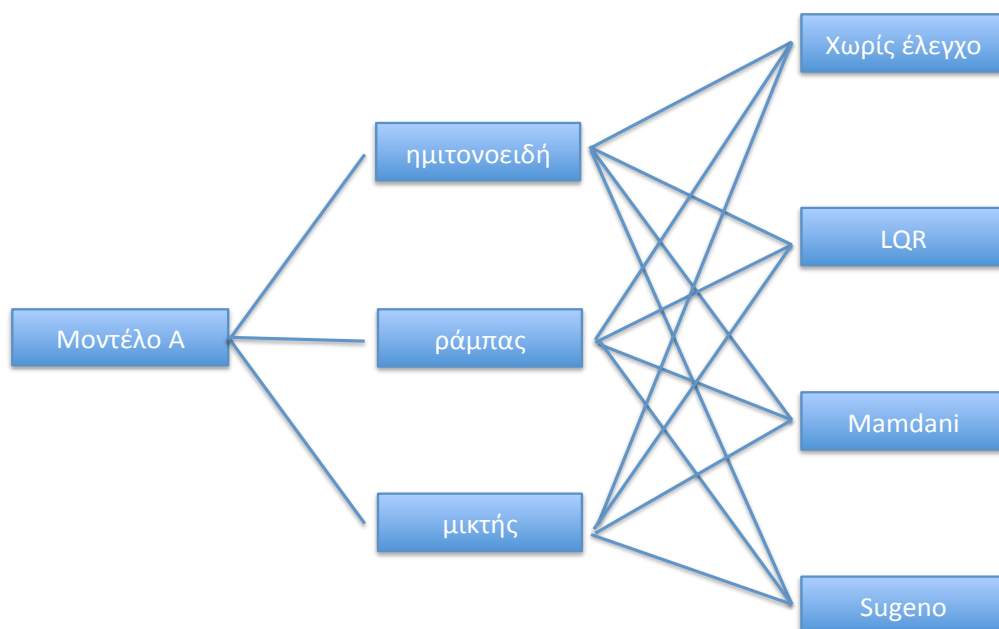 Μοντέλο Α
ημιτονοειδή
ράμπας
μικτής
Χωρίς έλεγχο
LQR
Mamdani
Sugeno